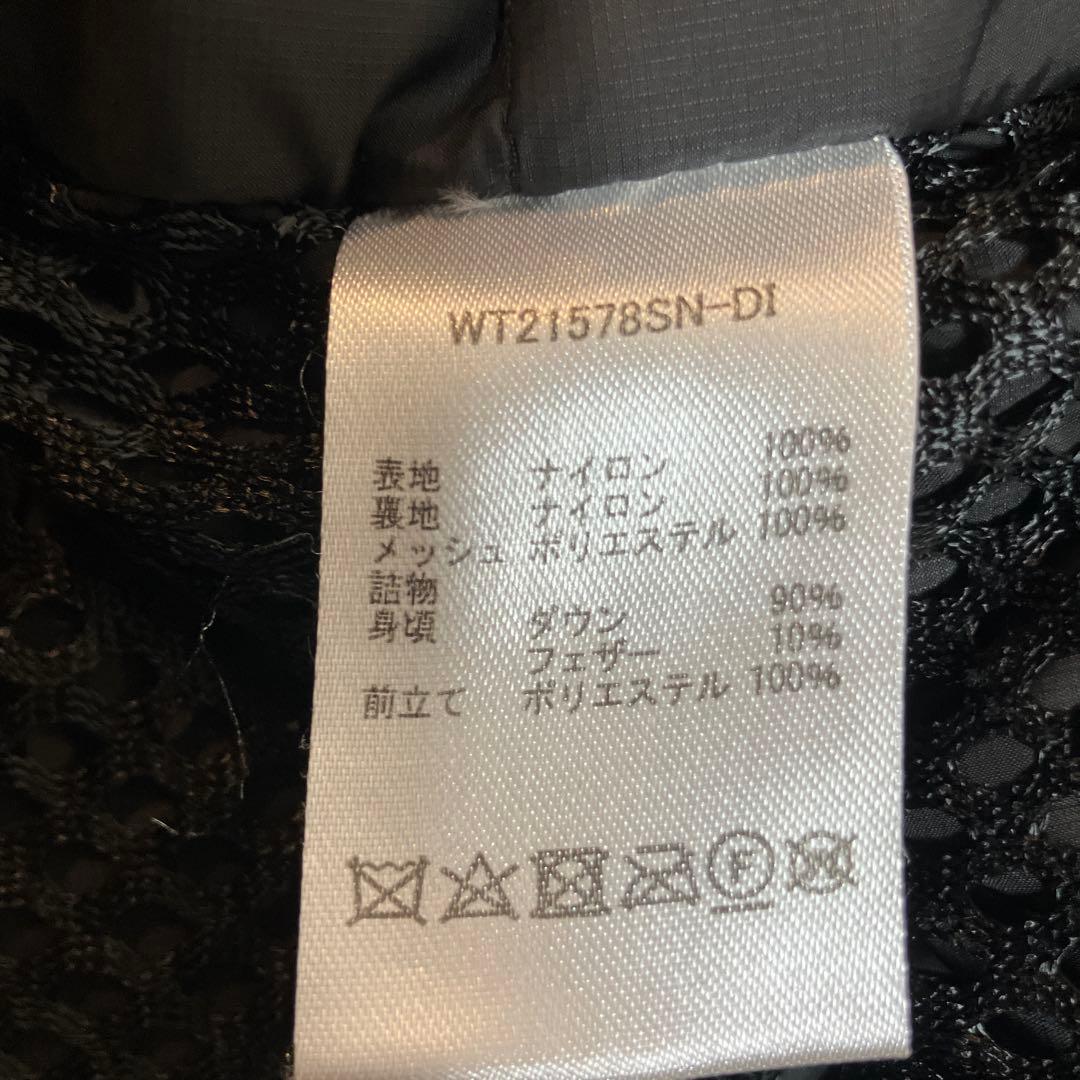 WT21578SN-DI
表地 ナイロン 100%
裏地 ナイロン 100%
メッシュ ポリエステル 100%
詰物
身頃 ダウン 90%
フェザー 10%
前立て ポリエステル 100%
F
W